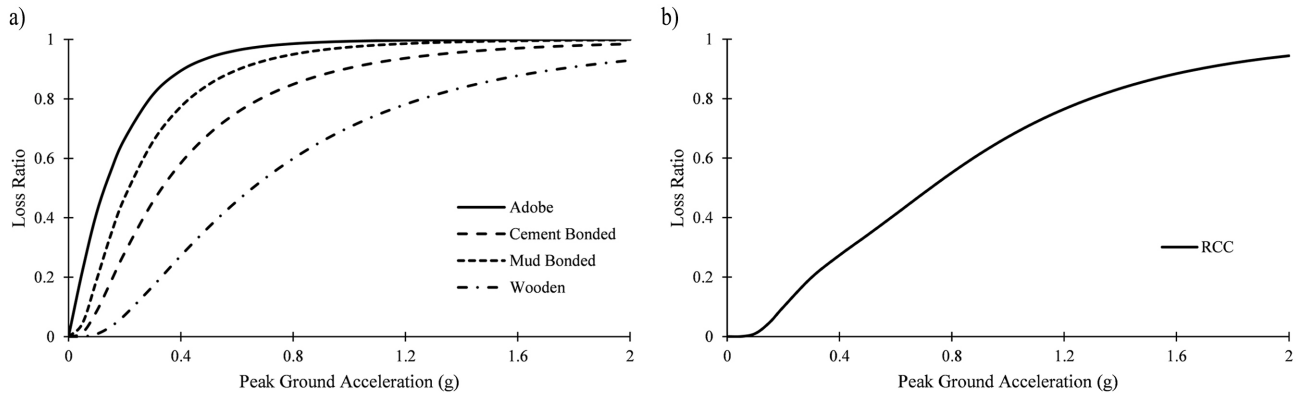 a)
1
0.8
0.6
0.4
0.2
0
Loss Ratio
Adobe
Cement Bonded
Mud Bonded
Wooden
0 0.4 0.8 1.2 1.6 2
Peak Ground Acceleration (g)
b)
1
0.8
0.6
0.4
0.2
0
Loss Ratio
RCC
0 0.4 0.8 1.2 1.6 2
Peak Ground Acceleration (g)